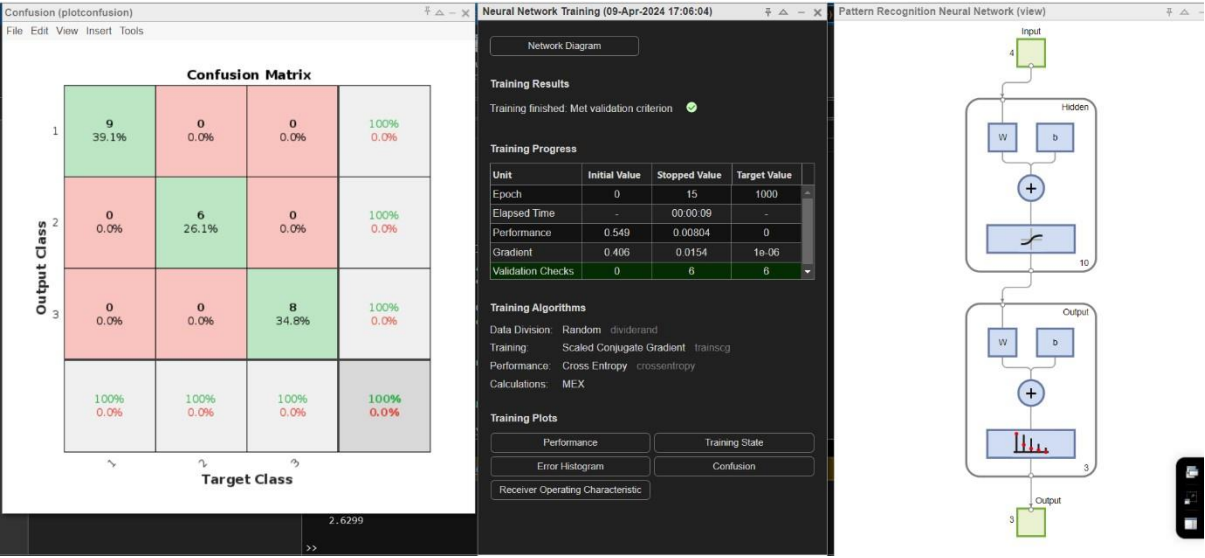 Confusion (plotconfusion)
File Edit View Insert Tools
Confusion Matrix
1
9
39.1%
0
0.0%
0
0.0%
100%
0.0%
2
0
0.0%
6
26.1%
0
0.0%
100%
0.0%
3
0
0.0%
0
0.0%
8
34.8%
100%
0.0%
100%
0.0%
100%
0.0%
100%
0.0%
100%
0.0%
1 2 3
Output Class
Target Class
2.6299
>>
Neural Network Training (09-Apr-2024 17:06:04)
Network Diagram
Training Results
Training finished: Met validation criterion
Training Progress
Unit Initial Value Stopped Value Target Value
Epoch 0 15 1000
Elapsed Time - 00:00:09 -
Performance 0.549 0.00804 0
Gradient 0.406 0.0154 1e-06
Validation Checks 0 6 6
Training Algorithms
Data Division: Random dividerand
Training: Scaled Conjugate Gradient trainscg
Performance: Cross Entropy crossentropy
Calculations: MEX
Training Plots
Performance Training State
Error Histogram Confusion
Receiver Operating Characteristic
Pattern Recognition Neural Network (view)
Input
4
Hidden
W b
+
10
Output
W b
+
3
Output
3